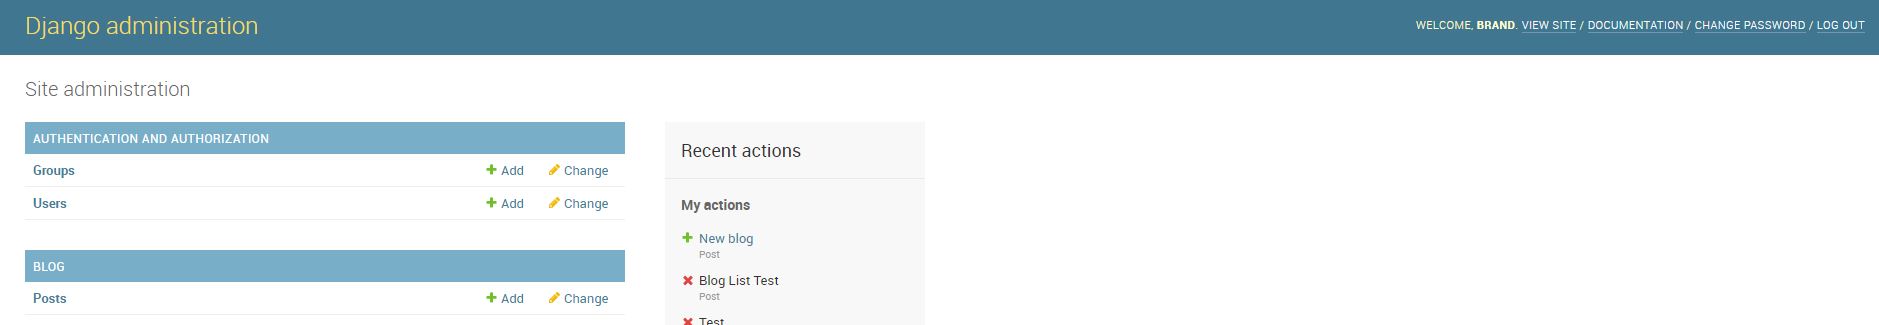 Django administration
WELCOME, BRAND. VIEW SITE / DOCUMENTATION / CHANGE PASSWORD / LOG OUT
Site administration
AUTHENTICATION AND AUTHORIZATION
Groups Add Change
Users Add Change
BLOG
Posts Add Change
Recent actions
My actions
New blog
Post
Blog List Test
Post
Test